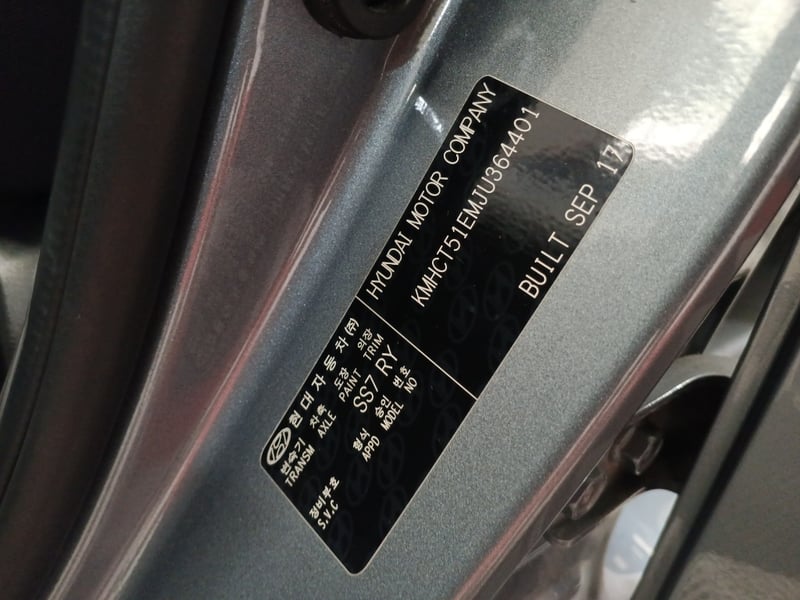 현대자동차(주)
HYUNDAI MOTOR COMPANY
변속기 차축 도장 외장
TRANSM AXLE PAINT TRIM
KMHCT51EMJU364401
SS7 RY
형식 승인 번호
APPD MODEL NO
BUILT SEP 17
정비부호
S.V.C